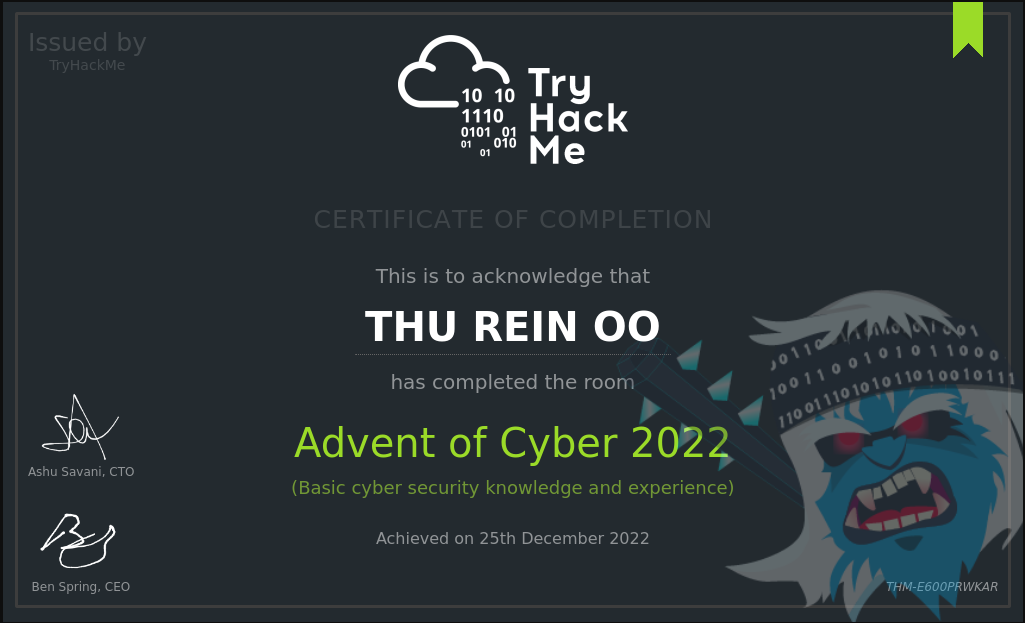 Issued by
TryHackMe
10 10
1110
0101 01
01 010
01
Try
Hack
Me
CERTIFICATE OF COMPLETION
This is to acknowledge that
THU REIN OO
has completed the room
Advent of Cyber 2022
(Basic cyber security knowledge and experience)
Achieved on 25th December 2022
Ashu Savani, CTO
Ben Spring, CEO
THM-E600PRWKAR